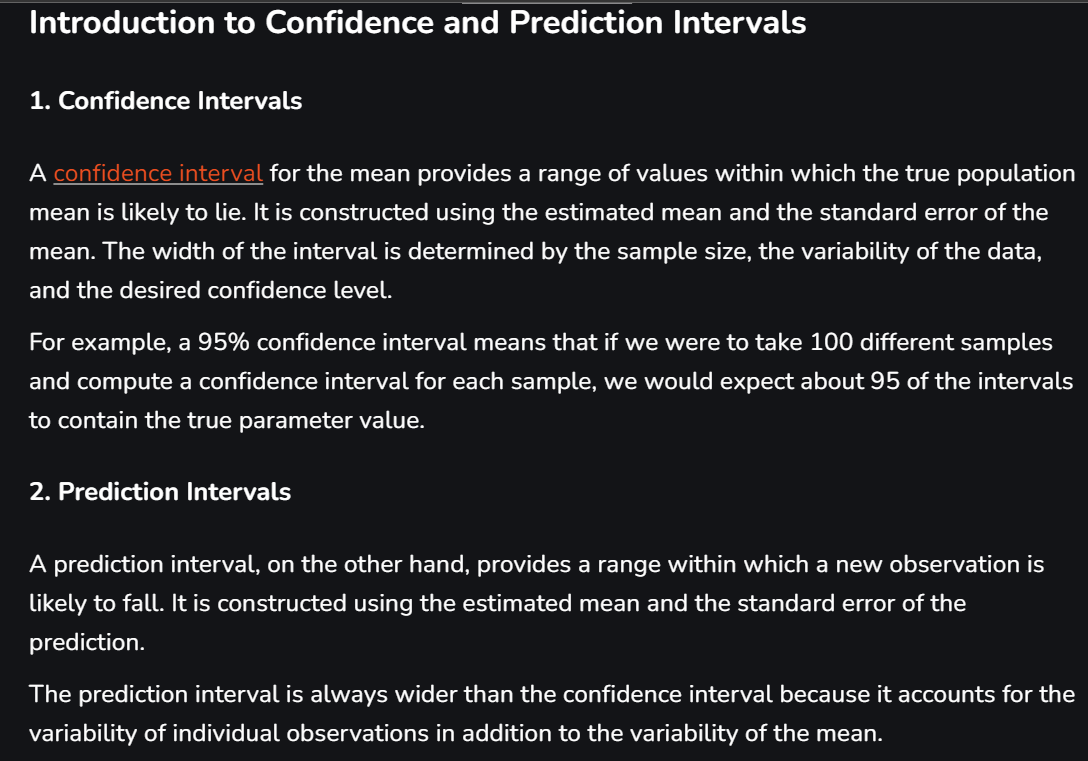 Introduction to Confidence and Prediction Intervals
1. Confidence Intervals
A confidence interval for the mean provides a range of values within which the true population
mean is likely to lie. It is constructed using the estimated mean and the standard error of the
mean. The width of the interval is determined by the sample size, the variability of the data,
and the desired confidence level.
For example, a 95% confidence interval means that if we were to take 100 different samples
and compute a confidence interval for each sample, we would expect about 95 of the intervals
to contain the true parameter value.
2. Prediction Intervals
A prediction interval, on the other hand, provides a range within which a new observation is
likely to fall. It is constructed using the estimated mean and the standard error of the
prediction.
The prediction interval is always wider than the confidence interval because it accounts for the
variability of individual observations in addition to the variability of the mean.